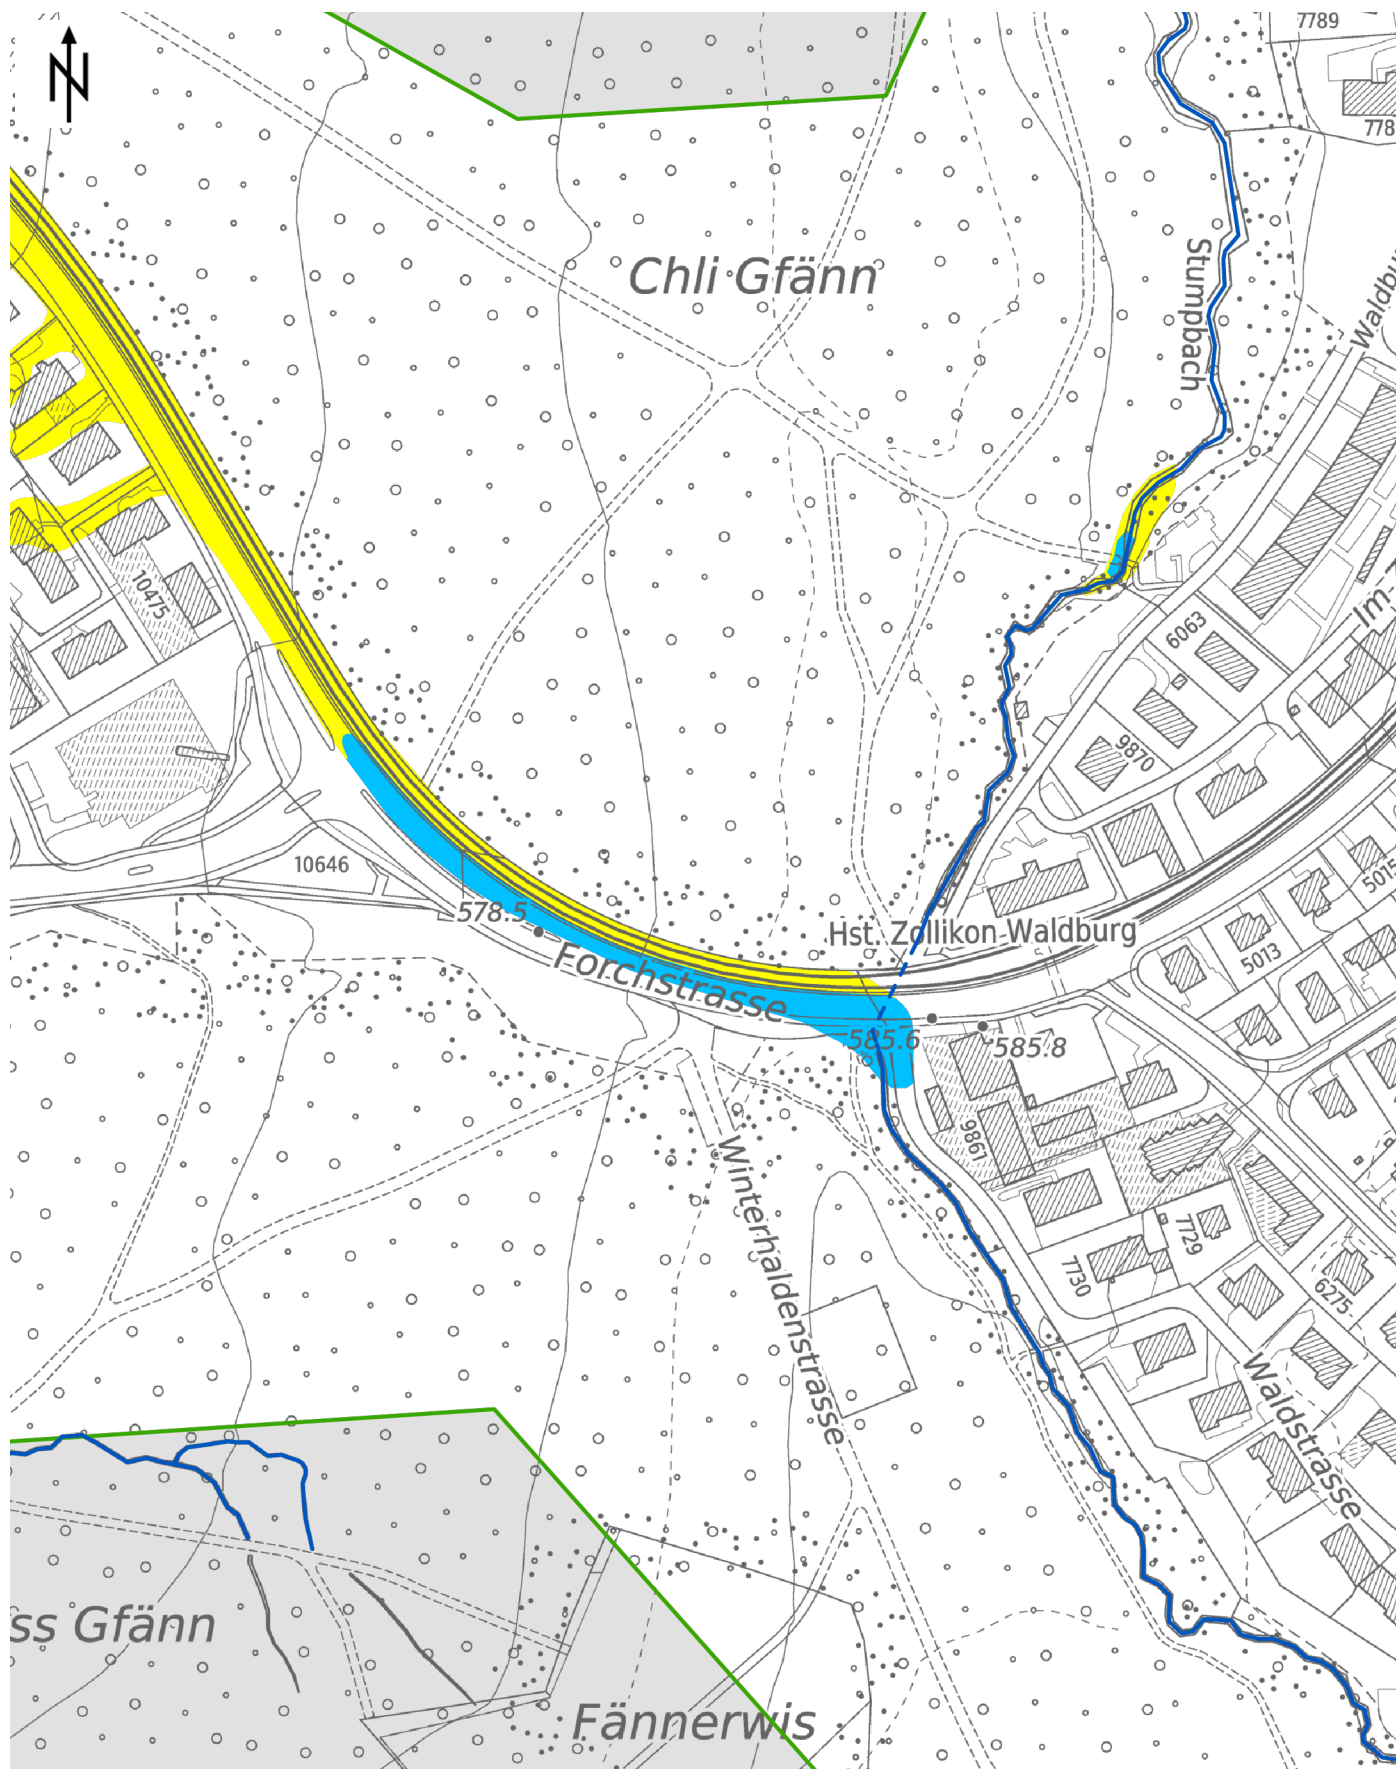 N
7789
778
Chli Gfänn
Stumpbach
Waldbu
10475
Im
6063
9870
10646
578.5
5015
Hst. Zollikon Waldburg
5013
Forchstrasse
585.6
585.8
9861
Winterhaldenstrasse
7729
7730
6275
Waldstrasse
ss Gfänn
Fännerwis